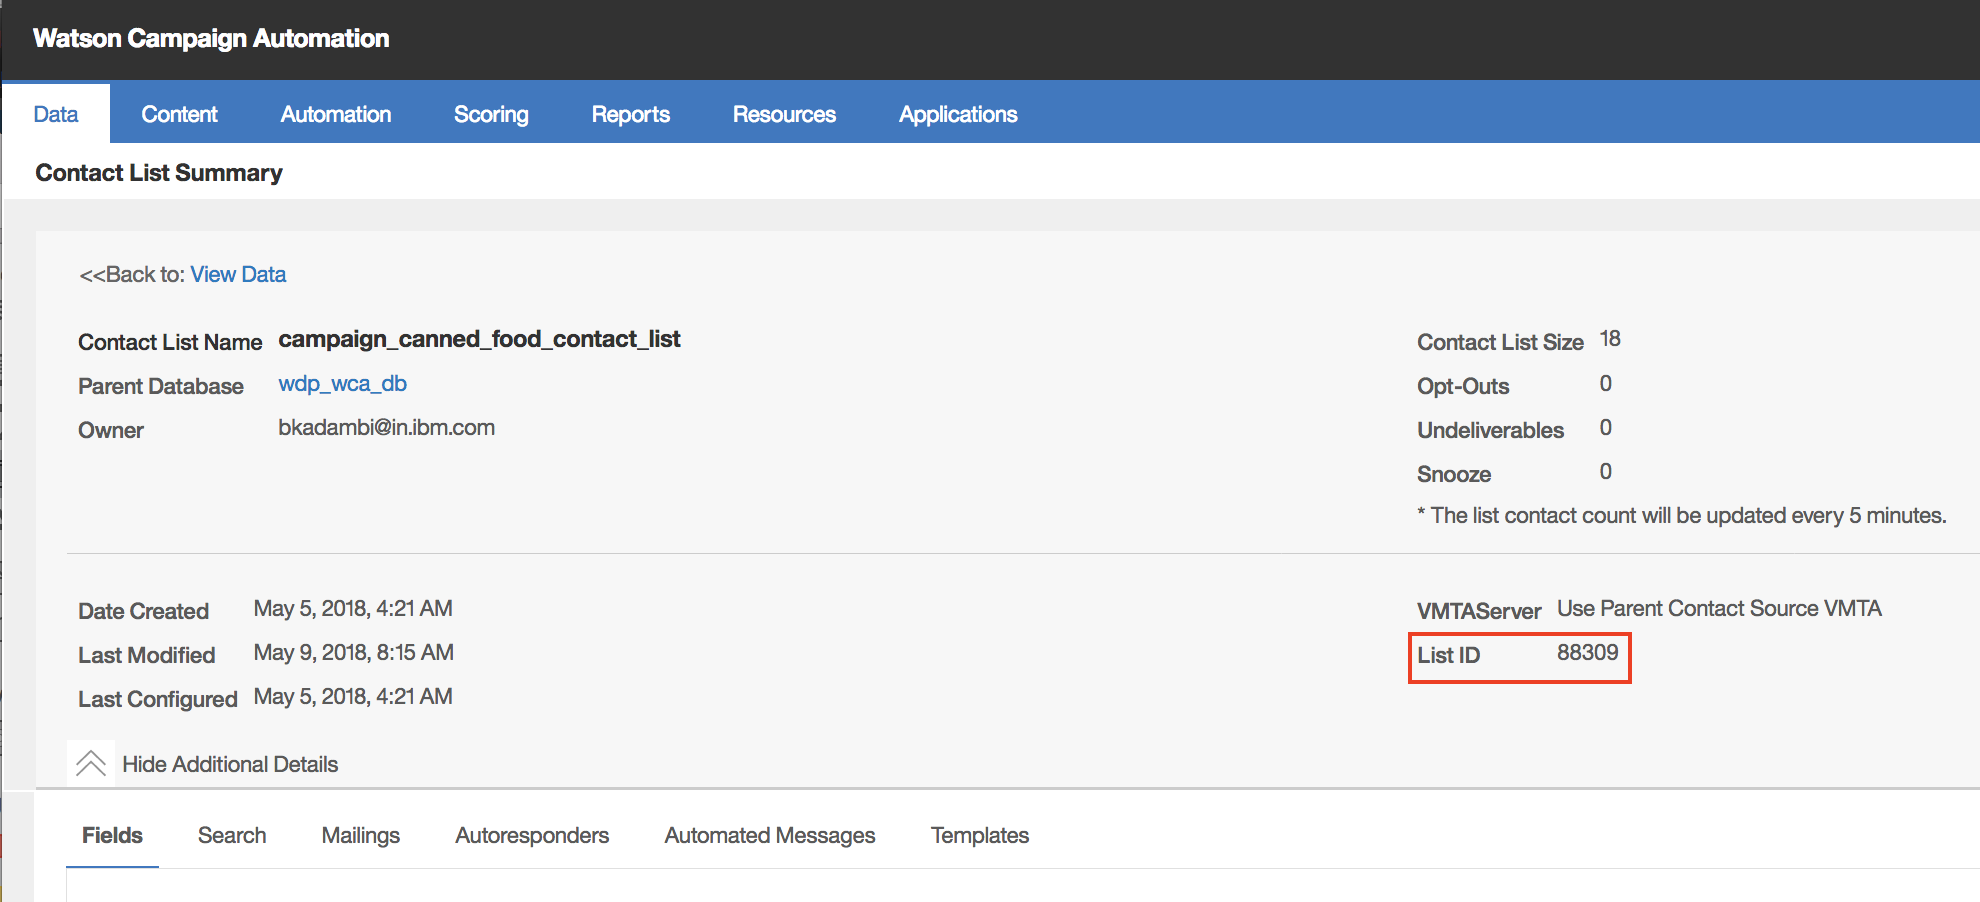 Watson Campaign Automation
Data Content Automation Scoring Reports Resources Applications
Contact List Summary
<<Back to: View Data
Contact List Name campaign_canned_food_contact_list
Parent Database wdp_wca_db
Owner bkadambi@in.ibm.com
Contact List Size 18
Opt-Outs 0
Undeliverables 0
Snooze 0
* The list contact count will be updated every 5 minutes.
Date Created May 5, 2018, 4:21 AM
Last Modified May 9, 2018, 8:15 AM
Last Configured May 5, 2018, 4:21 AM
VMTAServer Use Parent Contact Source VMTA
List ID 88309
Hide Additional Details
Fields Search Mailings Autoresponders Automated Messages Templates